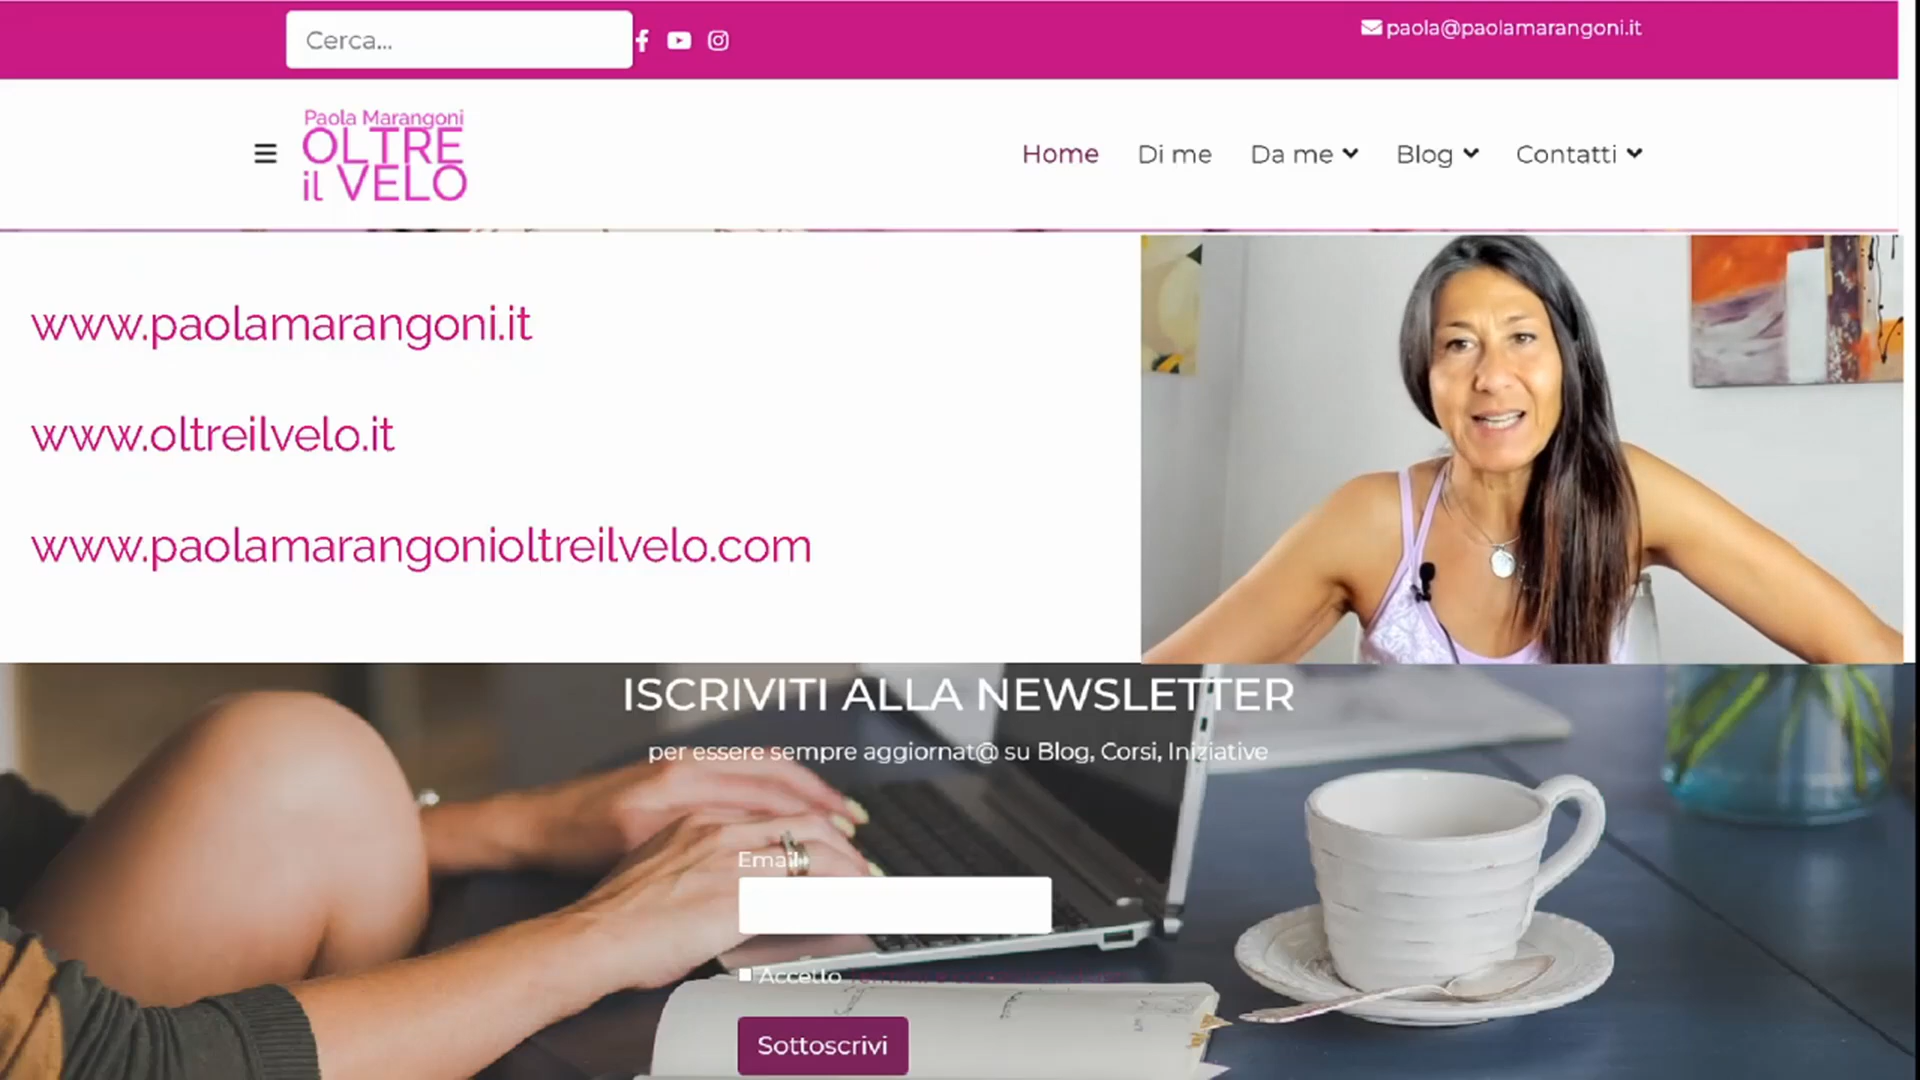 Cerca...
paola@paolamarangoni.it
Paola Marangoni
OLTRE
il VELO
Home Di me Da me Blog Contatti
www.paolamarangoni.it
www.oltreilvelo.it
www.paolamarangonioltreilvelo.com
ISCRIVITI ALLA NEWSLETTER
per essere sempre aggiornat@ su Blog, Corsi, Iniziative
Email
Accetto
Sottoscrivi